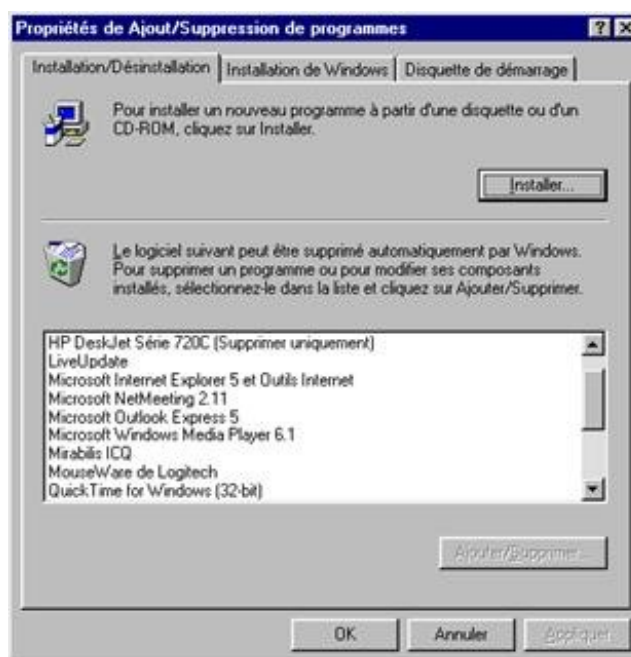 Propriétés de Ajout/Suppression de programmes
Installation/Désinstallation Installation de Windows Disquette de démarrage
Pour installer un nouveau programme à partir d'une disquette ou d'un
CD-ROM, cliquez sur Installer.
Installer...
Le logiciel suivant peut être supprimé automatiquement par Windows.
Pour supprimer un programme ou pour modifier ses composants
installés, sélectionnez-le dans la liste et cliquez sur Ajouter/Supprimer.
HP DeskJet Série 720C (Supprimer uniquement)
LiveUpdate
Microsoft Internet Explorer 5 et Outils Internet
Microsoft NetMeeting 2.11
Microsoft Outlook Express 5
Microsoft Windows Media Player 6.1
Mirabilis ICQ
MouseWare de Logitech
QuickTime for Windows (32-bit)
Ajouter/Supprimer...
OK Annuler Appliquer